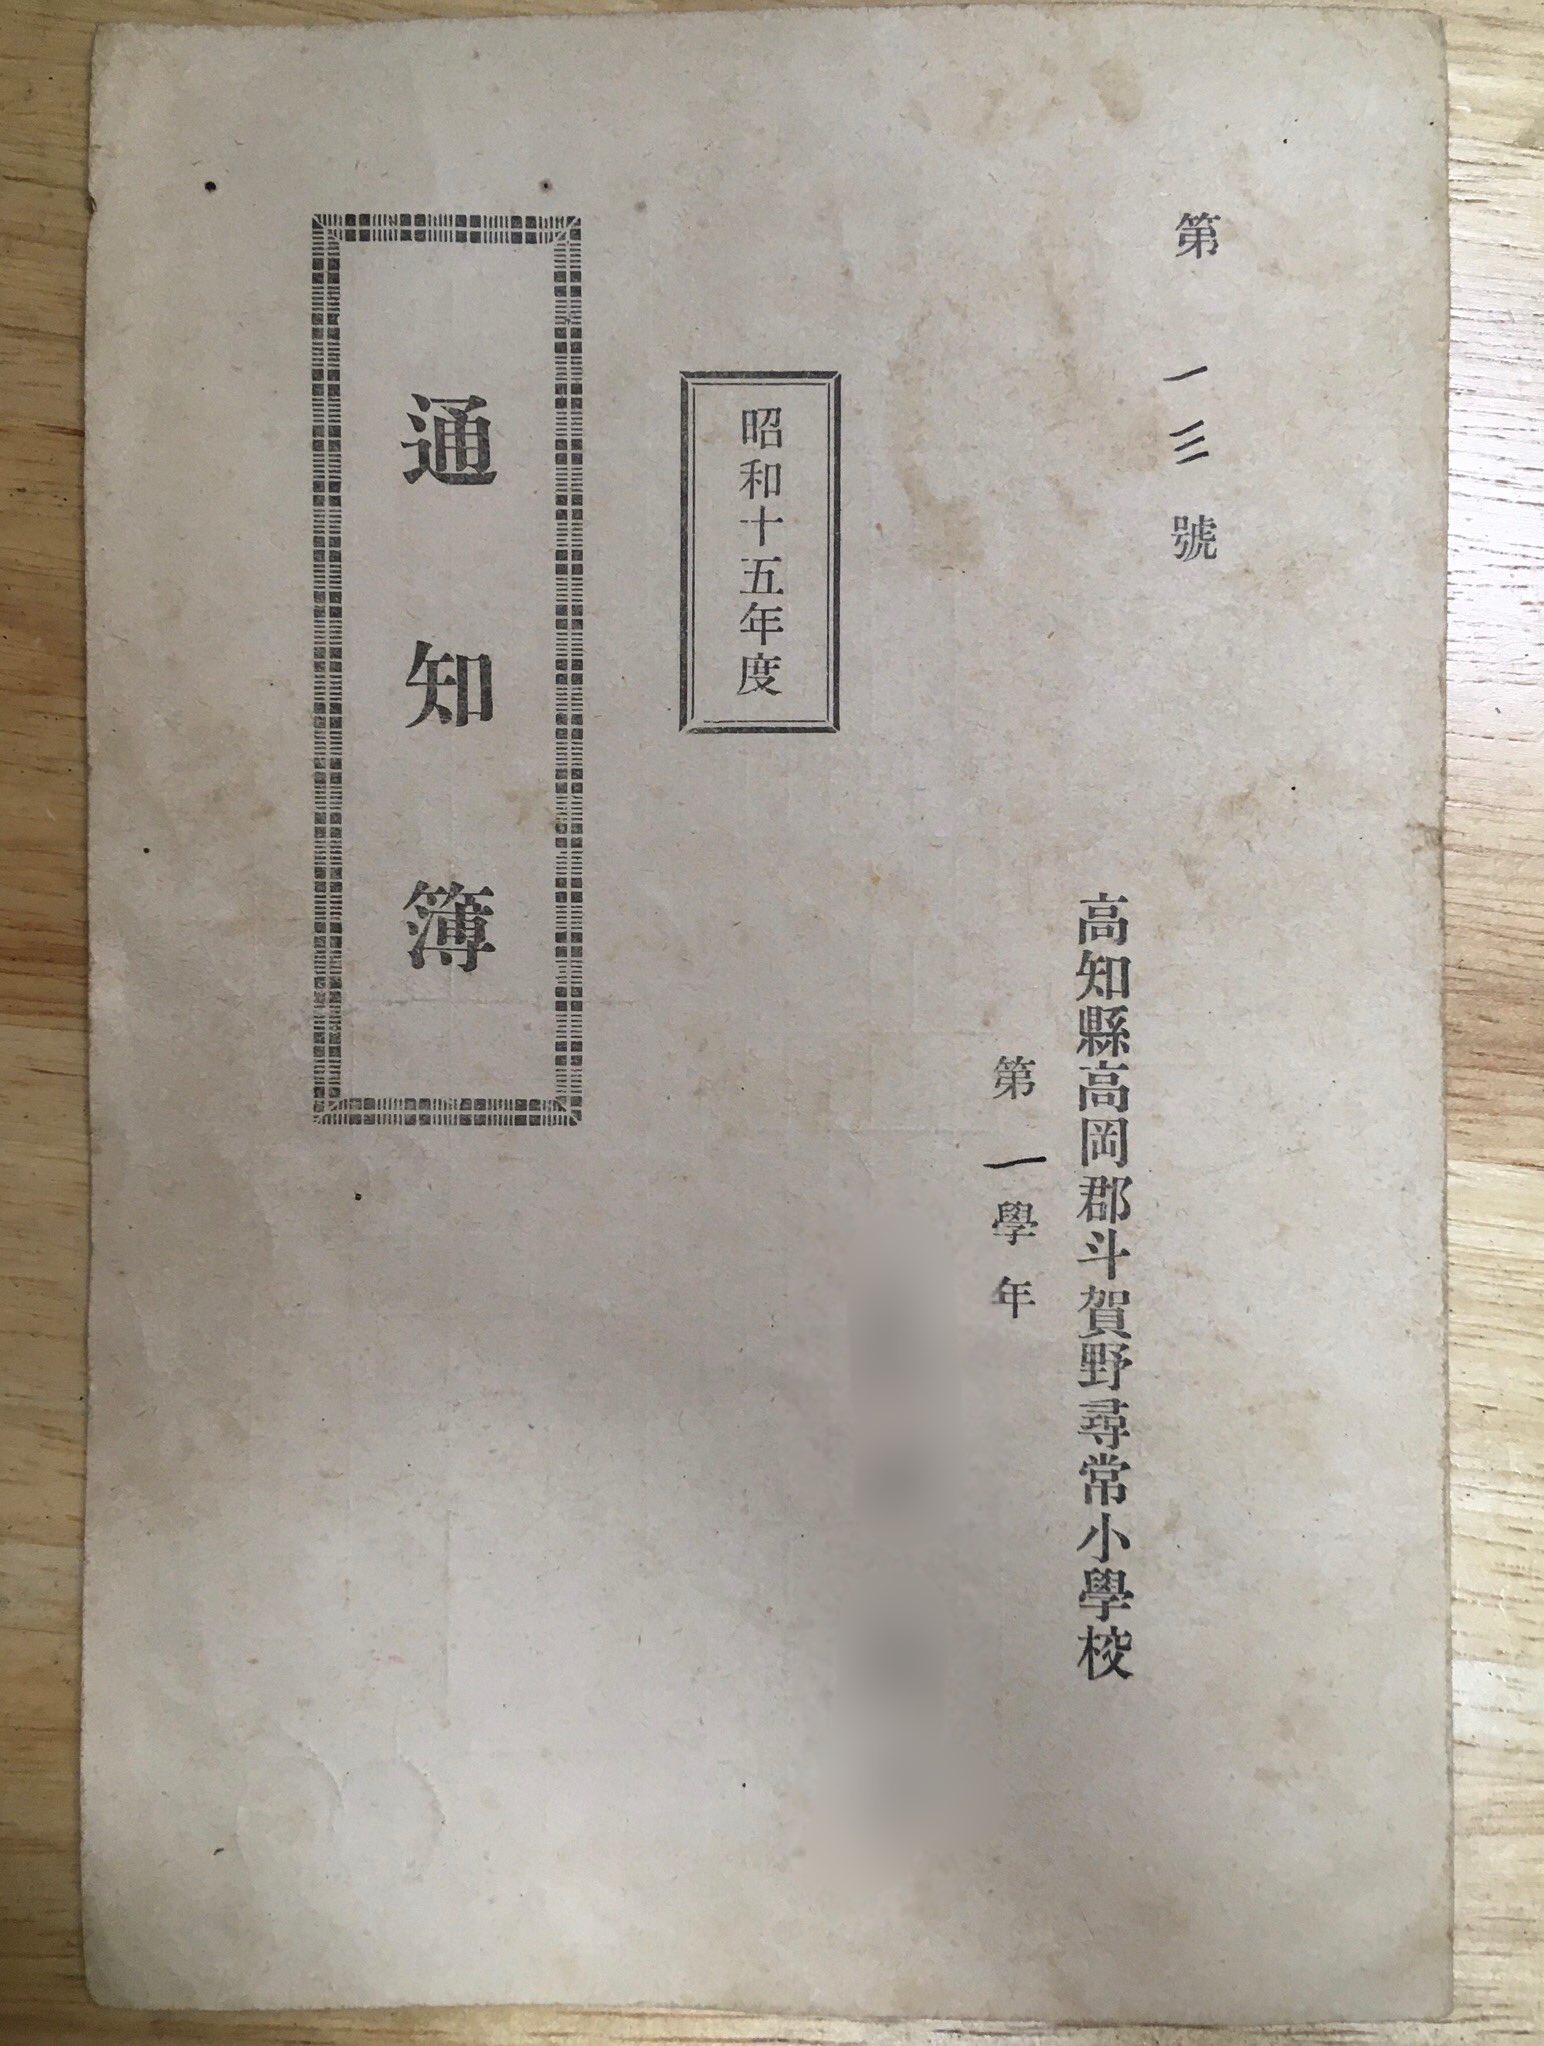 第一三號
高知縣高岡郡斗賀野尋常小學校
第一學年
昭和十五年度
通知簿